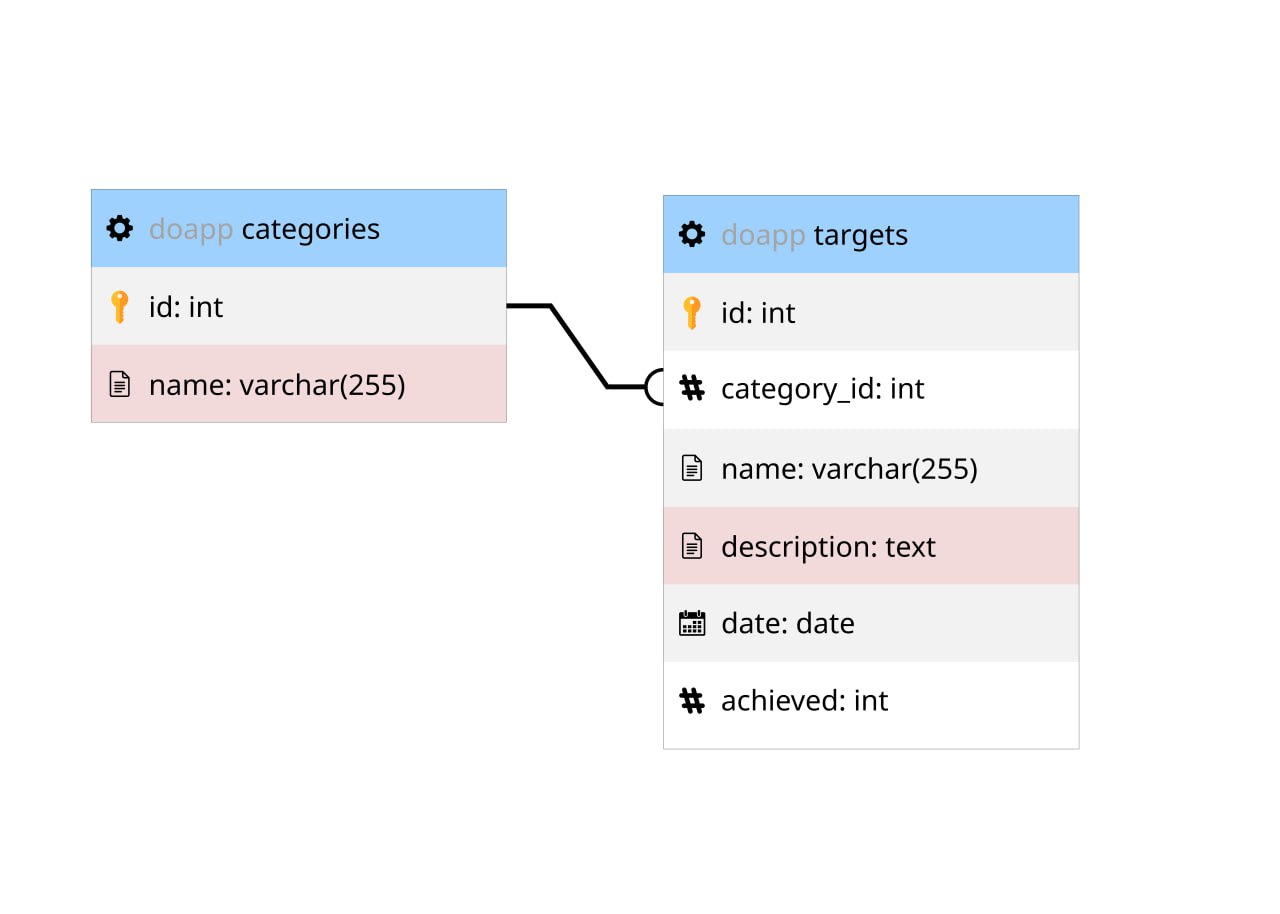 doapp categories
id: int
name: varchar(255)
doapp targets
id: int
category_id: int
name: varchar(255)
description: text
date: date
achieved: int